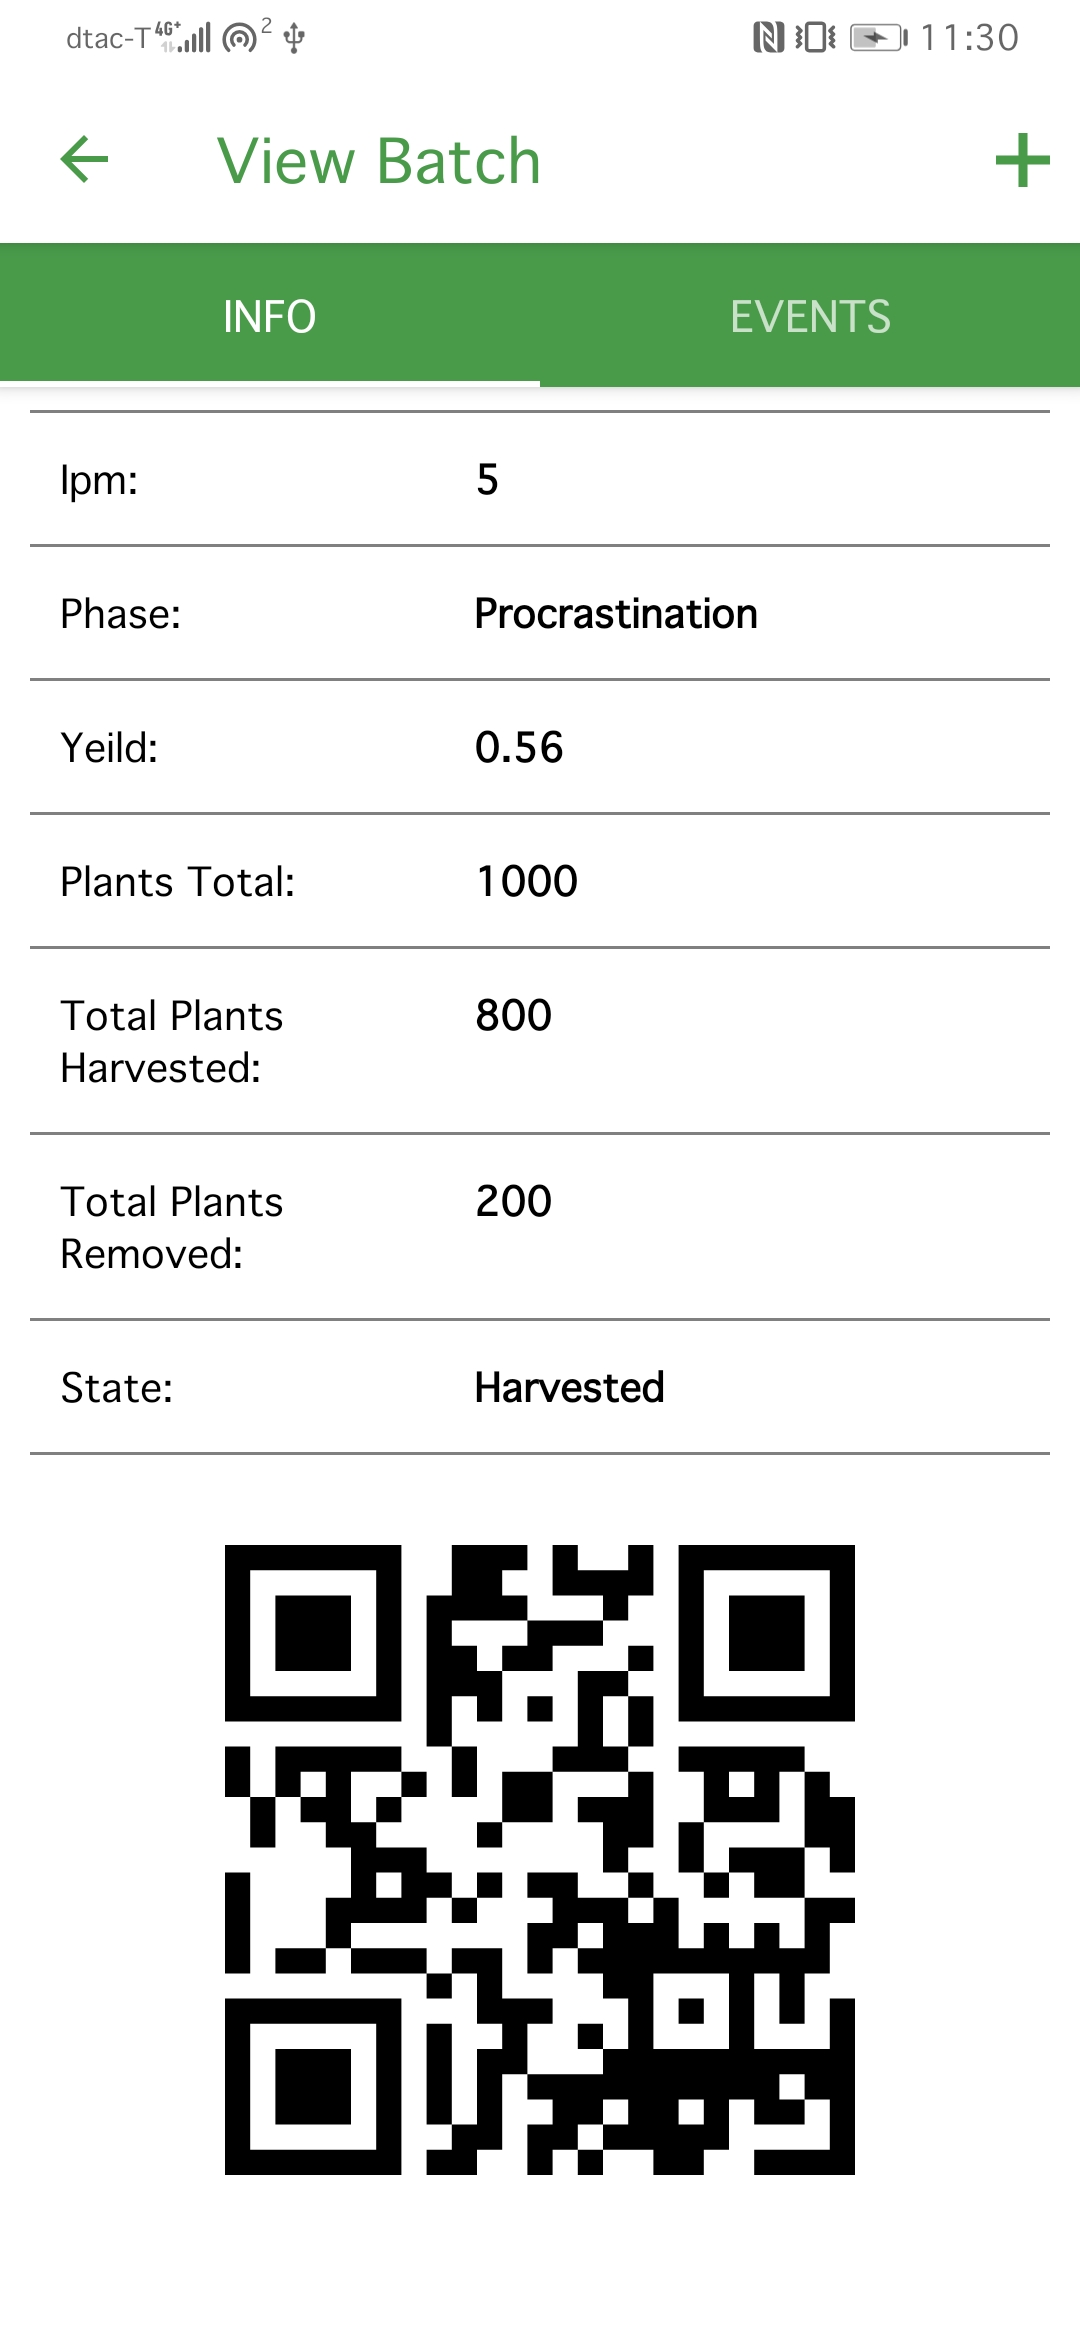 dtac-T 4G+ 2 11:30
View Batch
INFO EVENTS
Ipm: 5
Phase: Procrastination
Yeild: 0.56
Plants Total: 1000
Total Plants 800
Harvested:
Total Plants 200
Removed:
State: Harvested